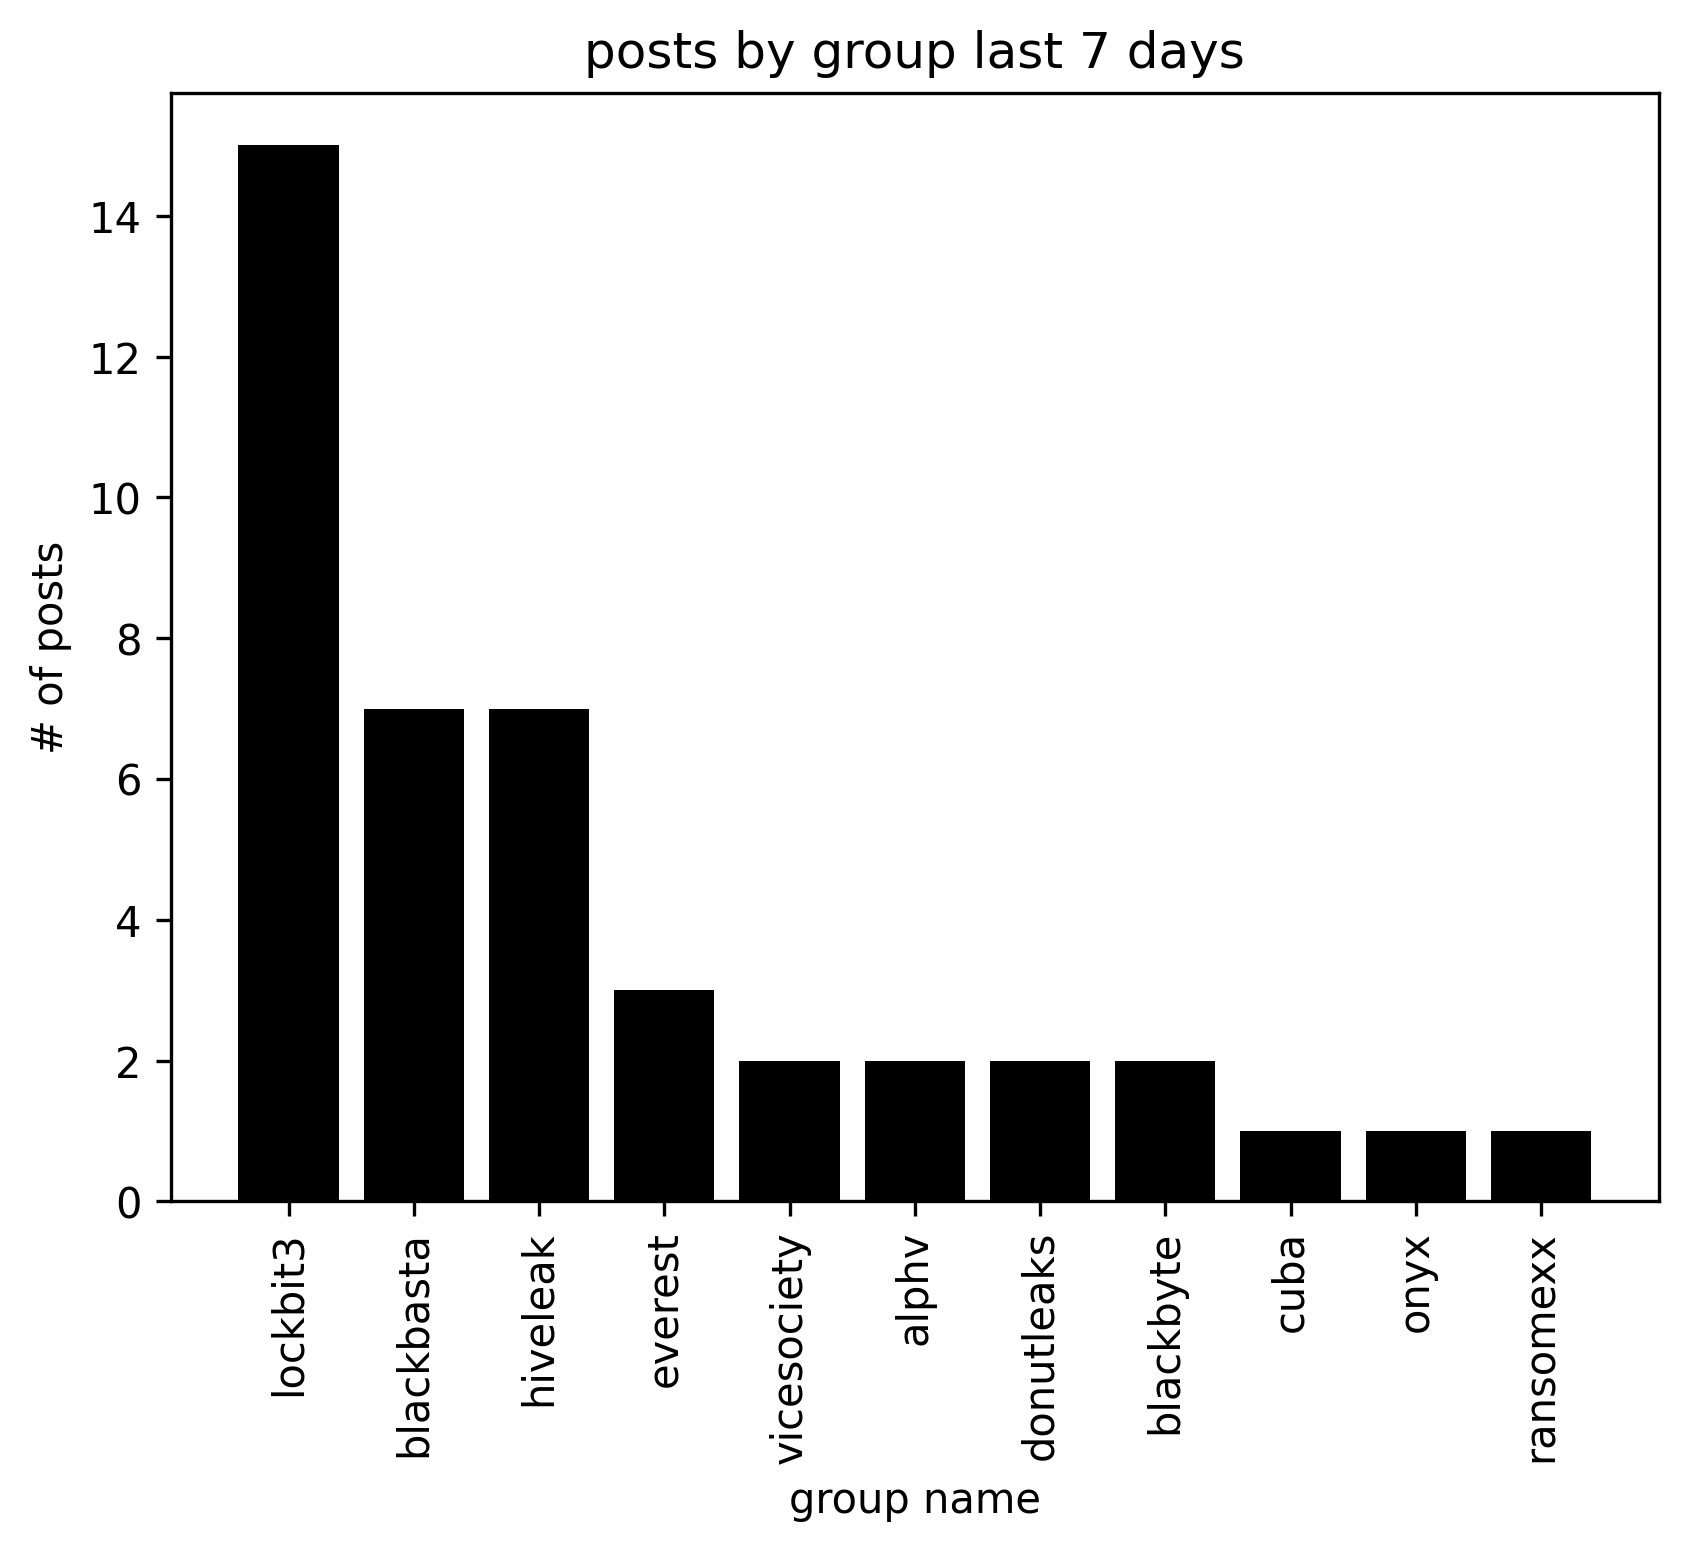 posts by group last 7 days
# of posts
14
12
10
8
6
4
2
0
lockbit3
blackbasta
hiveleak
everest
vicesociety
alphv
donutleaks
blackbyte
cuba
onyx
ransomexx
group name